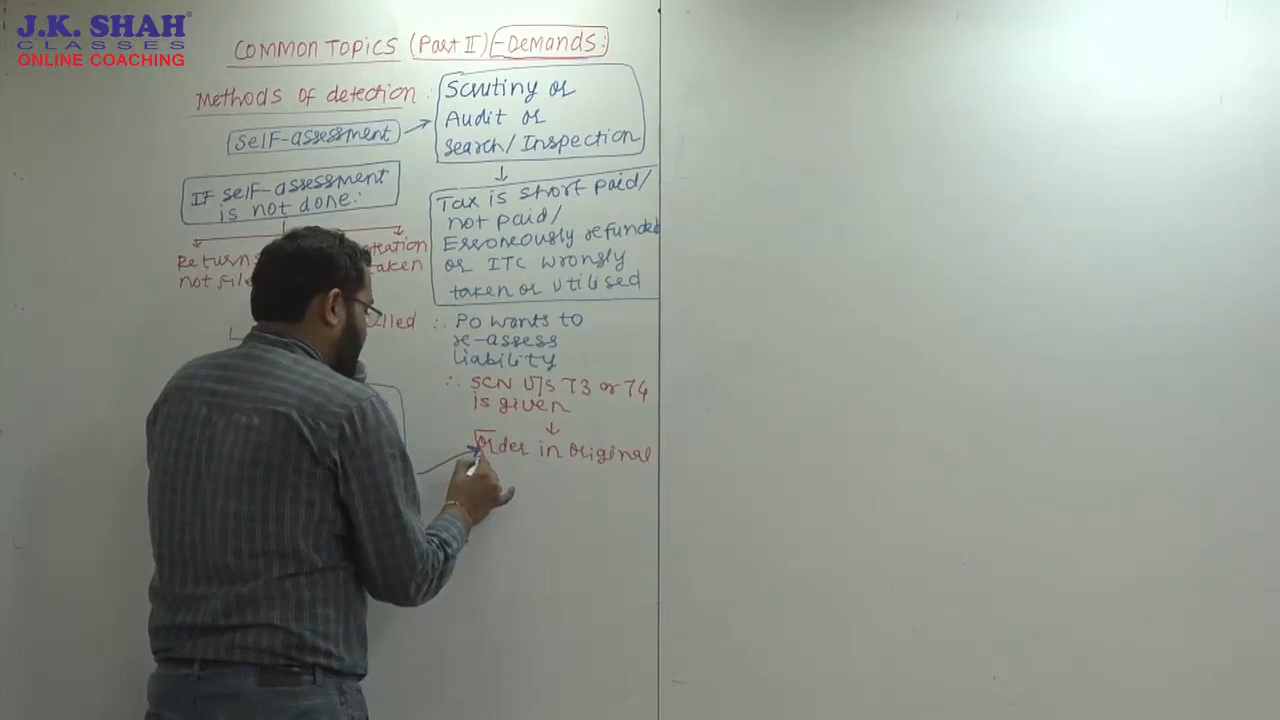 J.K. SHAH®
CLASSES
ONLINE COACHING
COMMON TOPICS (Part II) - Demands:
Methods of detection :
Self-assessment
Scrutiny or
Audit or
search/Inspection
If self-assessment
is not done:
Tax is short paid/
not paid/
Erroneously refunded
or ITC wrongly
taken or utilised
Return
not
taken
∴ PO wants to
re-assess
liability
∴ SCN U/S 73 or 74
is given
order in original